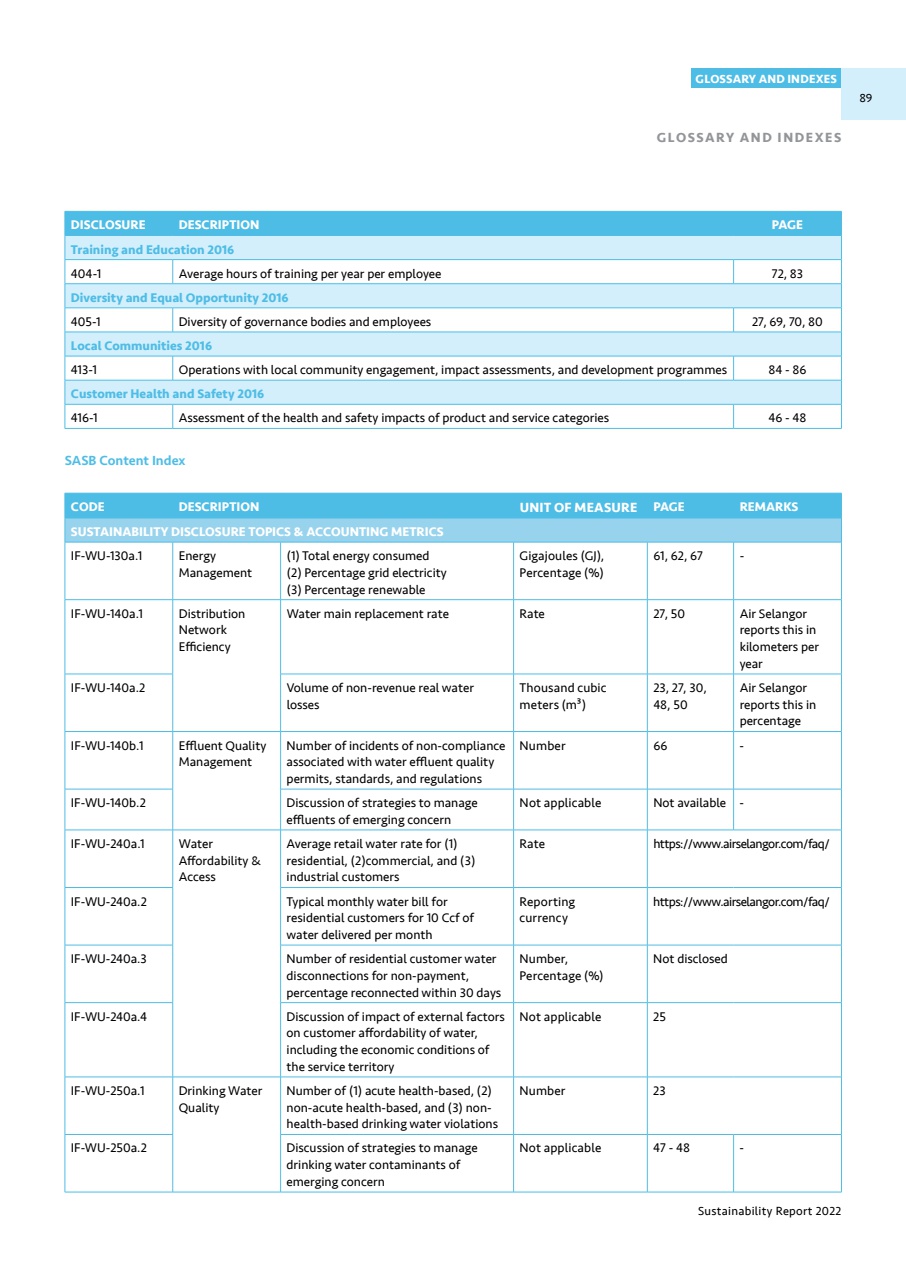 GLOSSARY AND INDEXES
89
GLOSSARY AND INDEXES
DISCLOSURE DESCRIPTION PAGE
Training and Education 2016
404-1 Average hours of training per year per employee 72, 83
Diversity and Equal Opportunity 2016
405-1 Diversity of governance bodies and employees 27, 69, 70, 80
Local Communities 2016
413-1 Operations with local community engagement, impact assessments, and development programmes 84 - 86
Customer Health and Safety 2016
416-1 Assessment of the health and safety impacts of product and service categories 46 - 48
SASB Content Index
CODE DESCRIPTION UNIT OF MEASURE PAGE REMARKS
SUSTAINABILITY DISCLOSURE TOPICS & ACCOUNTING METRICS
IF-WU-130a.1 Energy (1) Total energy consumed Gigajoules (GJ), 61, 62, 67 -
Management (2) Percentage grid electricity Percentage (%)
(3) Percentage renewable
IF-WU-140a.1 Distribution Water main replacement rate Rate 27, 50 Air Selangor
Network reports this in
Efficiency kilometers per
year
IF-WU-140a.2 Volume of non-revenue real water Thousand cubic 23, 27, 30, Air Selangor
losses meters (m³) 48, 50 reports this in
percentage
IF-WU-140b.1 Effluent Quality Number of incidents of non-compliance Number 66 -
Management associated with water effluent quality
permits, standards, and regulations
IF-WU-140b.2 Discussion of strategies to manage Not applicable Not available -
effluents of emerging concern
IF-WU-240a.1 Water Average retail water rate for (1) Rate https://www.airselangor.com/faq/
Affordability & residential, (2)commercial, and (3)
Access industrial customers
IF-WU-240a.2 Typical monthly water bill for Reporting https://www.airselangor.com/faq/
residential customers for 10 Ccf of currency
water delivered per month
IF-WU-240a.3 Number of residential customer water Number, Not disclosed
disconnections for non-payment, Percentage (%)
percentage reconnected within 30 days
IF-WU-240a.4 Discussion of impact of external factors Not applicable 25
on customer affordability of water,
including the economic conditions of
the service territory
IF-WU-250a.1 Drinking Water Number of (1) acute health-based, (2) Number 23
Quality non-acute health-based, and (3) non-
health-based drinking water violations
IF-WU-250a.2 Discussion of strategies to manage Not applicable 47 - 48 -
drinking water contaminants of
emerging concern
Sustainability Report 2022